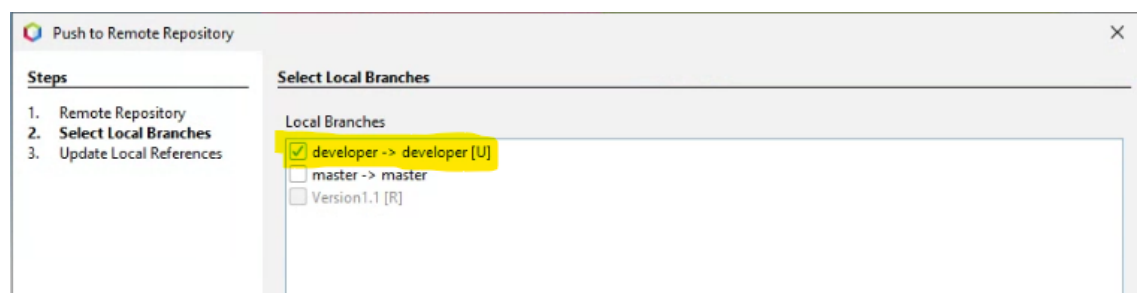 Push to Remote Repository
Steps
1. Remote Repository
2. Select Local Branches
3. Update Local References
Select Local Branches
Local Branches
developer -> developer [U]
master -> master
Version1.1 [R]